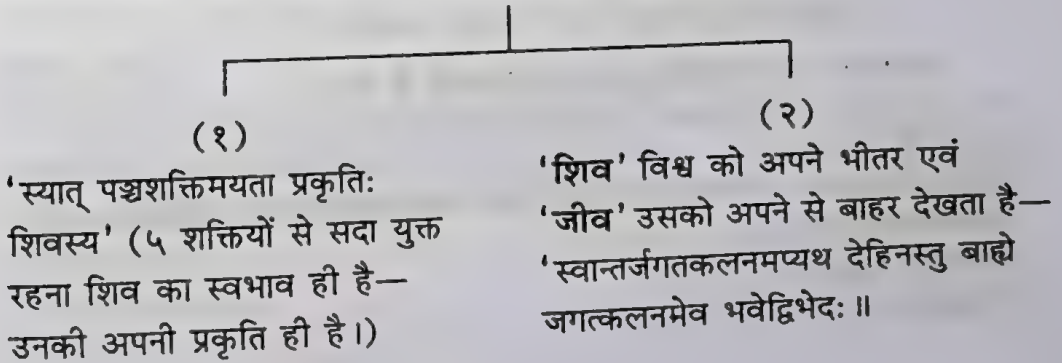 (१)
'स्यात् पञ्चशक्तिमयता प्रकृतिः
शिवस्य' (५ शक्तियों से सदा युक्त
रहना शिव का स्वभाव ही है—
उनकी अपनी प्रकृति ही है।)
(२)
'शिव' विश्व को अपने भीतर एवं
'जीव' उसको अपने से बाहर देखता है—
'स्वान्तर्जगतकलनमप्यथ देहिनस्तु बाह्ये
जगत्कलनमेव भवेद्विभेदः॥